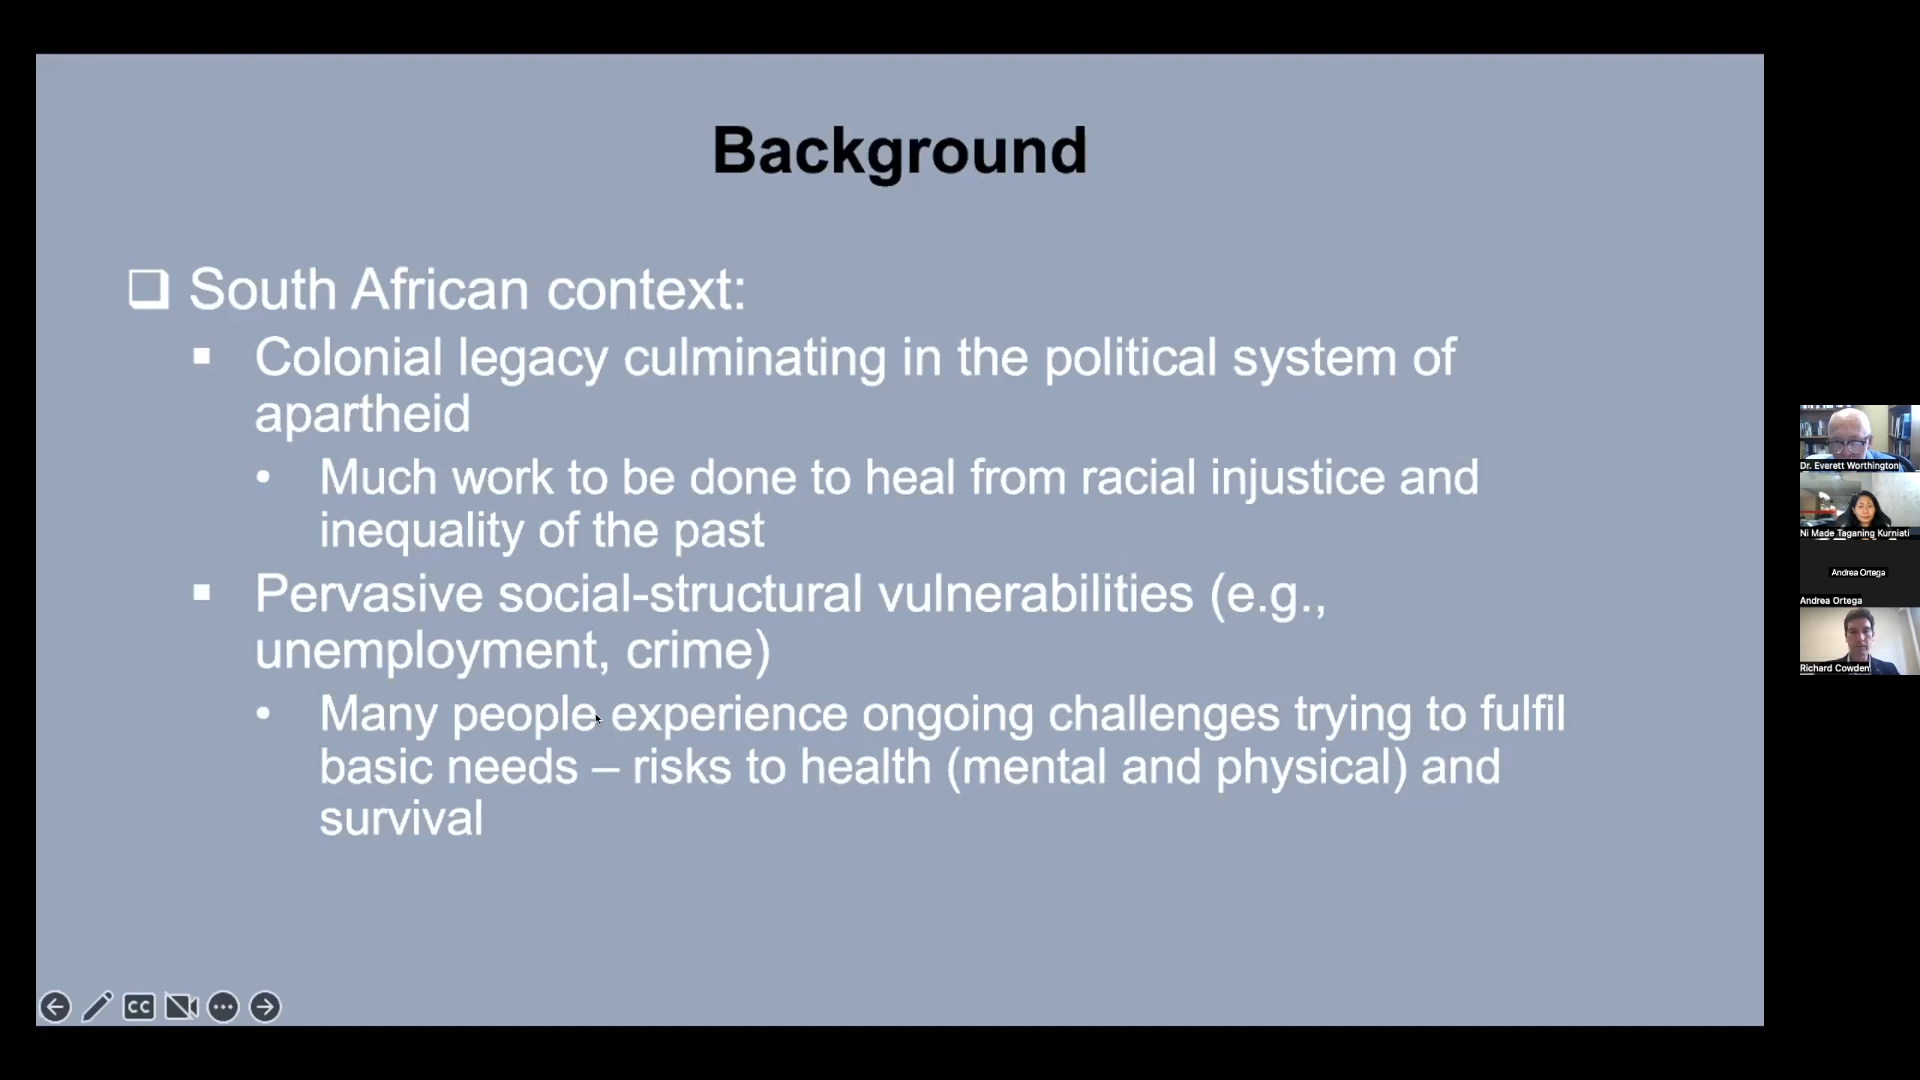 Background
South African context:
Colonial legacy culminating in the political system of
apartheid
Much work to be done to heal from racial injustice and
inequality of the past
Pervasive social-structural vulnerabilities (e.g.,
unemployment, crime)
Many people experience ongoing challenges trying to fulfil
basic needs – risks to health (mental and physical) and
survival
CC
Dr. Everett Worthington
Ni Made Taganing Kurniati
Andrea Ortega
Andrea Ortega
Richard Cowden